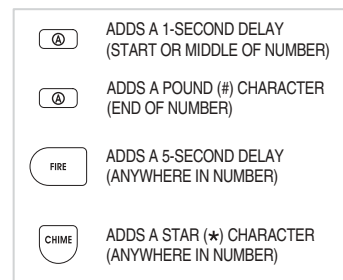 Ⓐ ADDS A 1-SECOND DELAY
(START OR MIDDLE OF NUMBER)
Ⓐ ADDS A POUND (#) CHARACTER
(END OF NUMBER)
FIRE ADDS A 5-SECOND DELAY
(ANYWHERE IN NUMBER)
CHIME ADDS A STAR (★) CHARACTER
(ANYWHERE IN NUMBER)